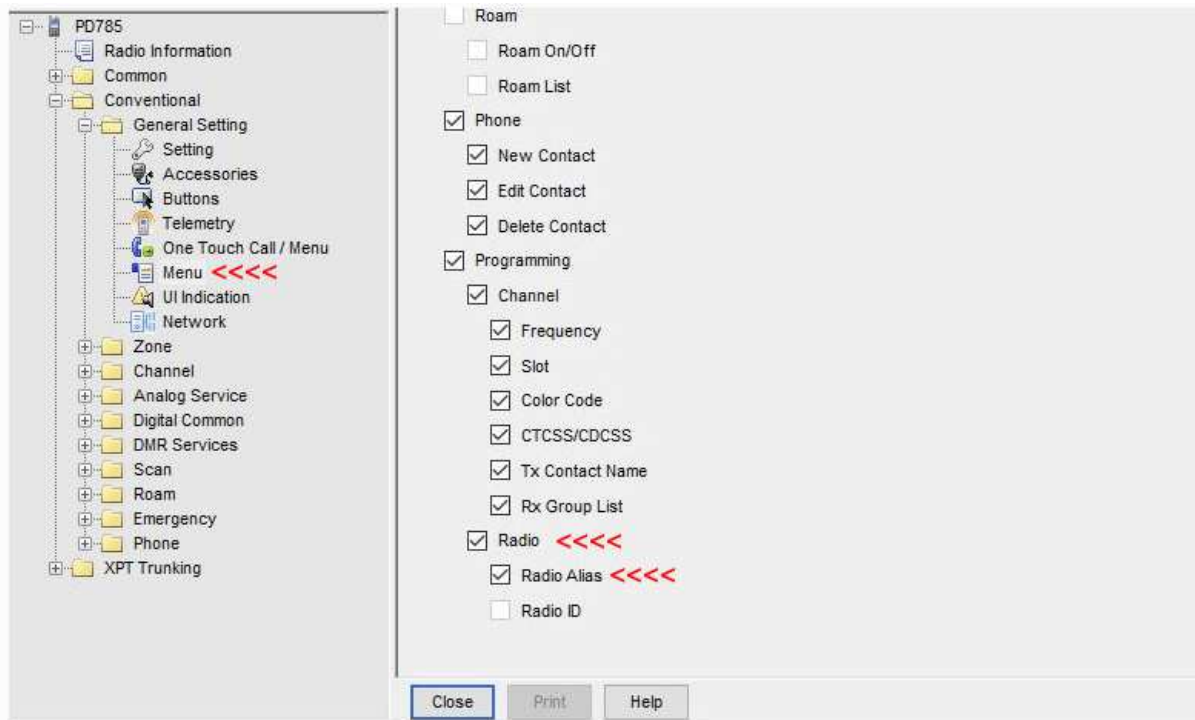 PD785
Radio Information
Common
Conventional
General Setting
Setting
Accessories
Buttons
Telemetry
One Touch Call / Menu
Menu <<<<
UI Indication
Network
Zone
Channel
Analog Service
Digital Common
DMR Services
Scan
Roam
Emergency
Phone
XPT Trunking
Roam
Roam On/Off
Roam List
Phone
New Contact
Edit Contact
Delete Contact
Programming
Channel
Frequency
Slot
Color Code
CTCSS/CDCSS
Tx Contact Name
Rx Group List
Radio <<<<
Radio Alias <<<<
Radio ID
Close Print Help